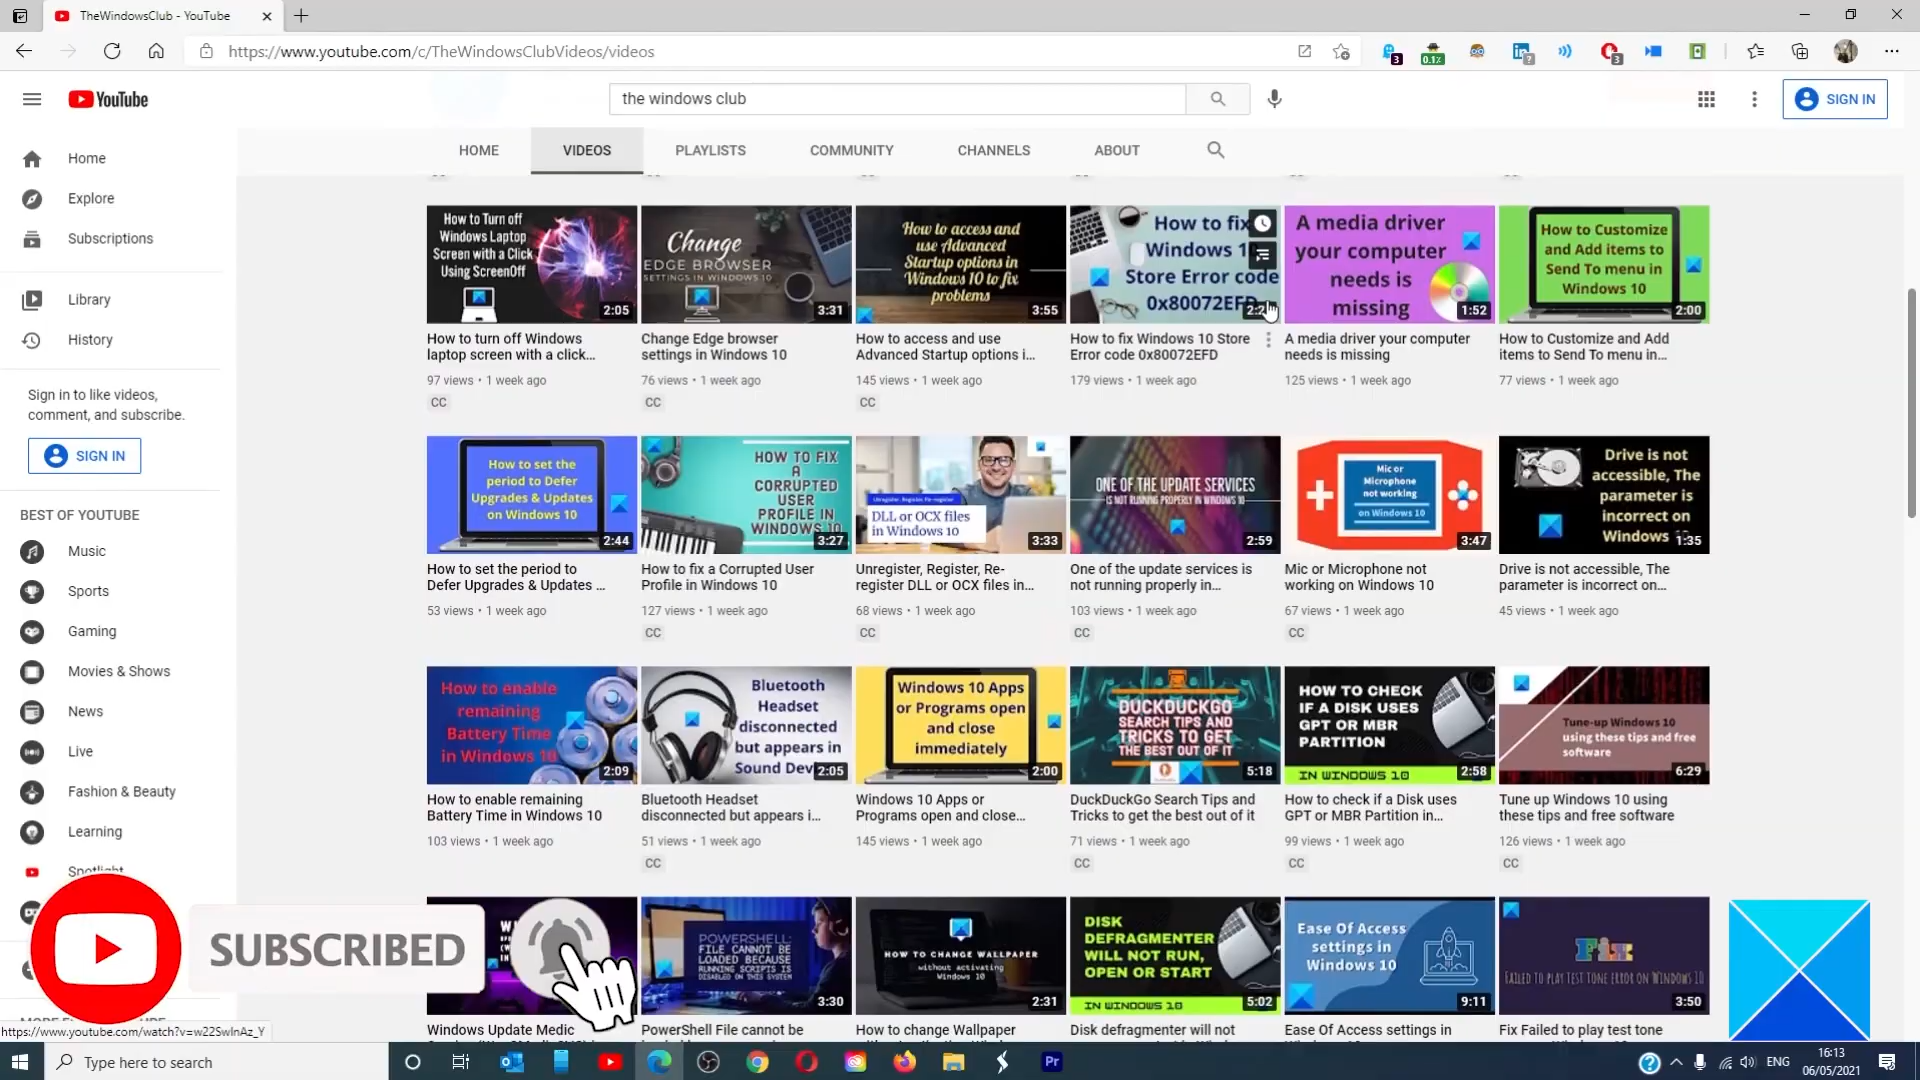 TheWindowsClub - YouTube
https://www.youtube.com/c/TheWindowsClubVideos/videos
3
0.1%
?
3
YouTube
the windows club
SIGN IN
HOME
VIDEOS
PLAYLISTS
COMMUNITY
CHANNELS
ABOUT
Home
Explore
Subscriptions
Library
History
Sign in to like videos,
comment, and subscribe.
SIGN IN
BEST OF YOUTUBE
Music
Sports
Gaming
Movies & Shows
News
Live
Fashion & Beauty
Learning
Spotlight
How to Turn off
Windows Laptop
Screen with a Click
Using ScreenOff
2:05
How to turn off Windows
laptop screen with a click...
97 views • 1 week ago
CC
Change
EDGE BROWSER
SETTINGS IN WINDOWS 10
3:31
Change Edge browser
settings in Windows 10
76 views • 1 week ago
CC
How to access and
use Advanced
Startup options in
Windows 10 to fix
problems
3:55
How to access and use
Advanced Startup options i...
145 views • 1 week ago
CC
How to fix
Windows 10
Store Error code
0x80072EFD
How to fix Windows 10 Store
Error code 0x80072EFD
179 views • 1 week ago
A media driver
your computer
needs is
missing
1:52
A media driver your computer
needs is missing
125 views • 1 week ago
How to Customize
and Add items to
Send To menu in
Windows 10
2:00
How to Customize and Add
items to Send To menu in...
77 views • 1 week ago
How to set the
period to Defer
Upgrades & Updates
on Windows 10
2:44
How to set the period to
Defer Upgrades & Updates ...
53 views • 1 week ago
HOW TO FIX
A
CORRUPTED
USER
PROFILE IN
WINDOWS 10
3:27
How to fix a Corrupted User
Profile in Windows 10
127 views • 1 week ago
CC
Unregister, Register, Re-register
DLL or OCX files
in Windows 10
3:33
Unregister, Register, Re-
register DLL or OCX files in...
68 views • 1 week ago
CC
ONE OF THE UPDATE SERVICES
IS NOT RUNNING PROPERLY IN WINDOWS 10
2:59
One of the update services is
not running properly in...
103 views • 1 week ago
CC
Mic or
Microphone
not working
on Windows 10
3:47
Mic or Microphone not
working on Windows 10
67 views • 1 week ago
CC
Drive is not
accessible, The
parameter is
incorrect on
Windows
1:35
Drive is not accessible, The
parameter is incorrect on...
45 views • 1 week ago
How to enable
remaining
Battery Time
in Windows 10
2:09
How to enable remaining
Battery Time in Windows 10
103 views • 1 week ago
Bluetooth
Headset
disconnected
but appears in
Sound Dev
2:05
Bluetooth Headset
disconnected but appears i...
51 views • 1 week ago
CC
Windows 10 Apps
or Programs open
and close
immediately
2:00
Windows 10 Apps or
Programs open and close...
145 views • 1 week ago
DUCKDUCKGO
SEARCH TIPS AND
TRICKS TO GET
THE BEST OUT OF IT
5:18
DuckDuckGo Search Tips and
Tricks to get the best out of it
71 views • 1 week ago
CC
HOW TO CHECK
IF A DISK USES
GPT OR MBR
PARTITION
IN WINDOWS 10
2:58
How to check if a Disk uses
GPT or MBR Partition in...
99 views • 1 week ago
CC
Tune-up Windows 10
using these tips and free
software
6:29
Tune up Windows 10 using
these tips and free software
126 views • 1 week ago
CC
SUBSCRIBED
Windows Update Medic
POWERSHELL:
FILE CANNOT BE
LOADED BECAUSE
RUNNING SCRIPTS IS
DISABLED ON THIS SYSTEM
3:30
PowerShell File cannot be
HOW TO CHANGE WALLPAPER
without activating
Windows 10
2:31
How to change Wallpaper
DISK
DEFRAGMENTER
WILL NOT RUN,
OPEN OR START
IN WINDOWS 10
5:02
Disk defragmenter will not
Ease Of Access
settings in
Windows 10
9:11
Ease Of Access settings in
Fix
FAILED TO PLAY TEST TONE ERROR ON WINDOWS 10
3:50
Fix Failed to play test tone
https://www.youtube.com/watch?v=w22SwlnAz_Y
Type here to search
Pr
ENG
16:13
06/05/2021